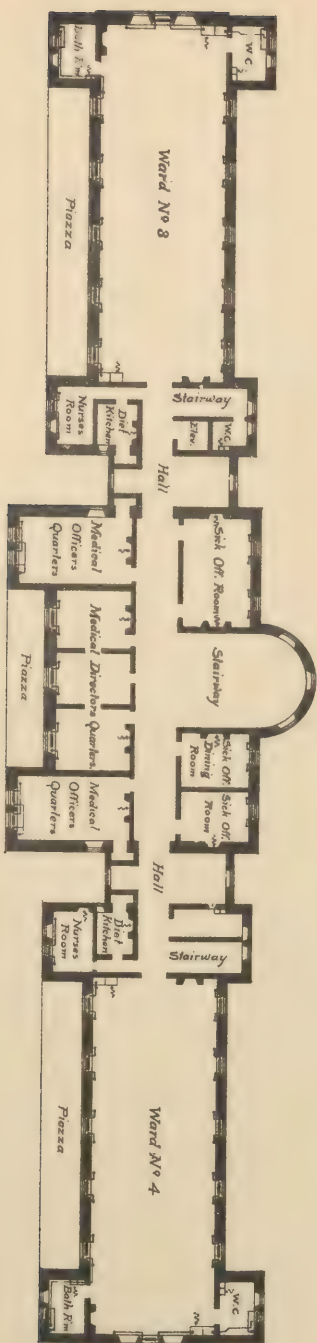 Bath R'm
W.C.
Ward No 8
Piazza
Nurses
Room
Diet
Kitchen
Stairway
Elev.
W.C.
Hall
Medical
Officers
Quarters
Sick Off. Room
Medical Directors Quarters.
Stairway
Piazza
Medical
Officers
Quarters
Sick Off.
Dining
Room
Sick Off.
Room
Hall
Diet
Kitchen
Nurses
Room
Stairway
Ward No 4
Piazza
Bath R'm
W.C